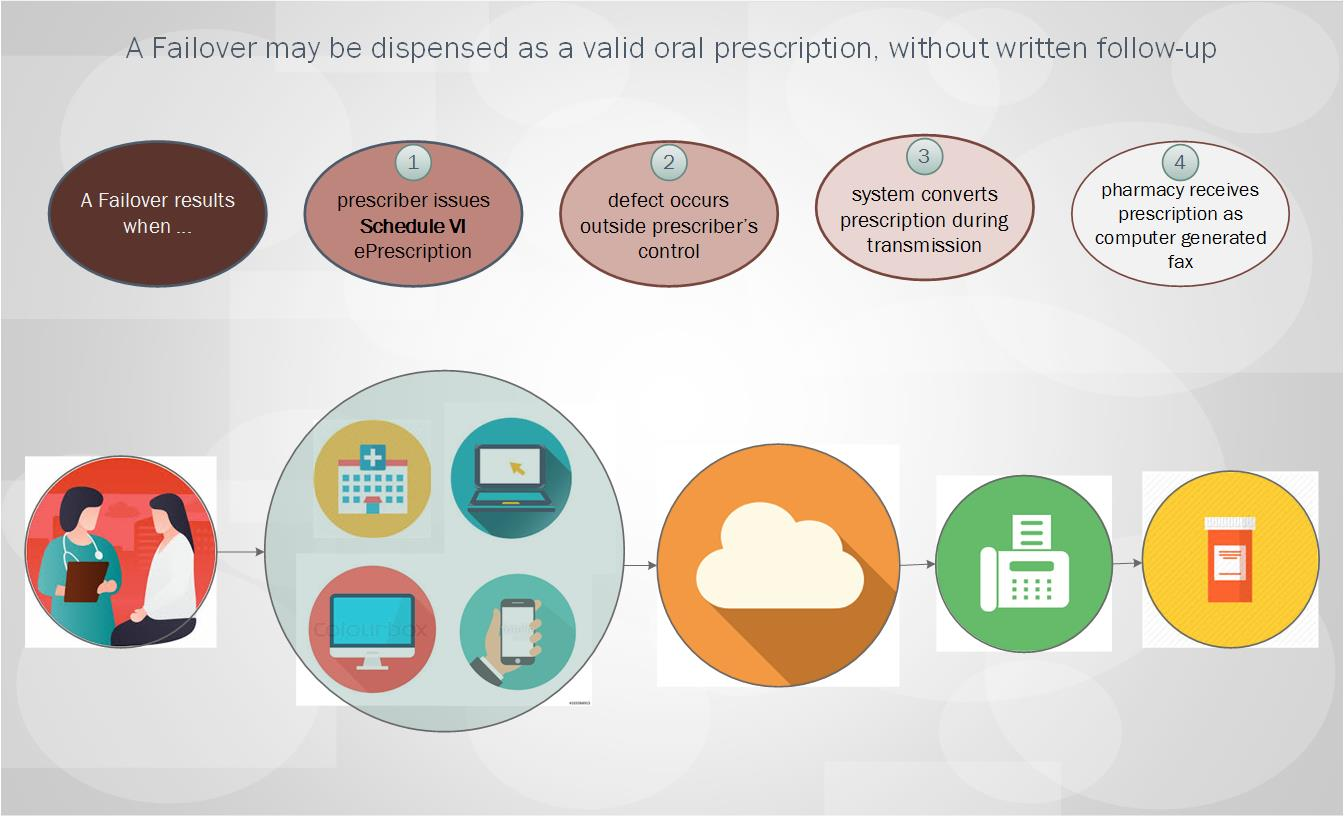 A Failover may be dispensed as a valid oral prescription, without written follow-up
A Failover results
when ...
1
prescriber issues
Schedule VI
ePrescription
2
defect occurs
outside prescriber's
control
3
system converts
prescription during
transmission
4
pharmacy receives
prescription as
computer generated
fax
Colourbox